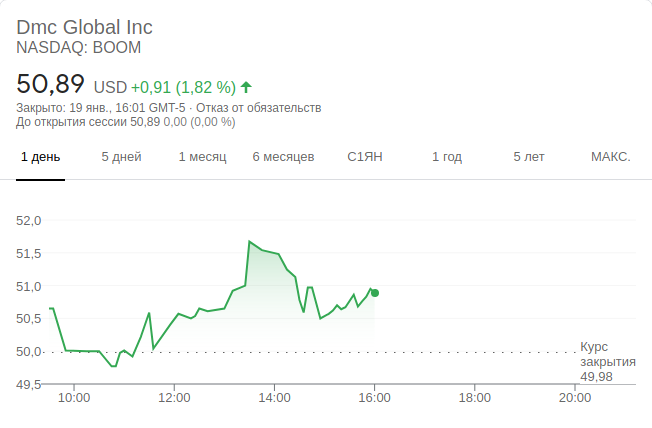 Dmc Global Inc
NASDAQ: BOOM
50,89 USD +0,91 (1,82 %)
Закрыто: 19 янв., 16:01 GMT-5 · Отказ от обязательств
До открытия сессии 50,89 0,00 (0,00 %)
1 день 5 дней 1 месяц 6 месяцев С1ЯН 1 год 5 лет МАКС.
52,0
51,5
51,0
50,5
50,0
49,5
Курс
закрытия
49,98
10:00 12:00 14:00 16:00 18:00 20:00